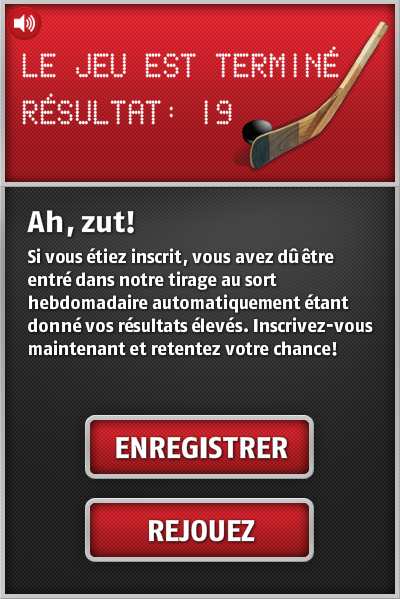 LE JEU EST TERMINÉ
RÉSULTAT: 19
Ah, zut!
Si vous étiez inscrit, vous avez dû être
entré dans notre tirage au sort
hebdomadaire automatiquement étant
donné vos résultats élevés. Inscrivez-vous
maintenant et retentez votre chance!
ENREGISTRER
REJOUEZ